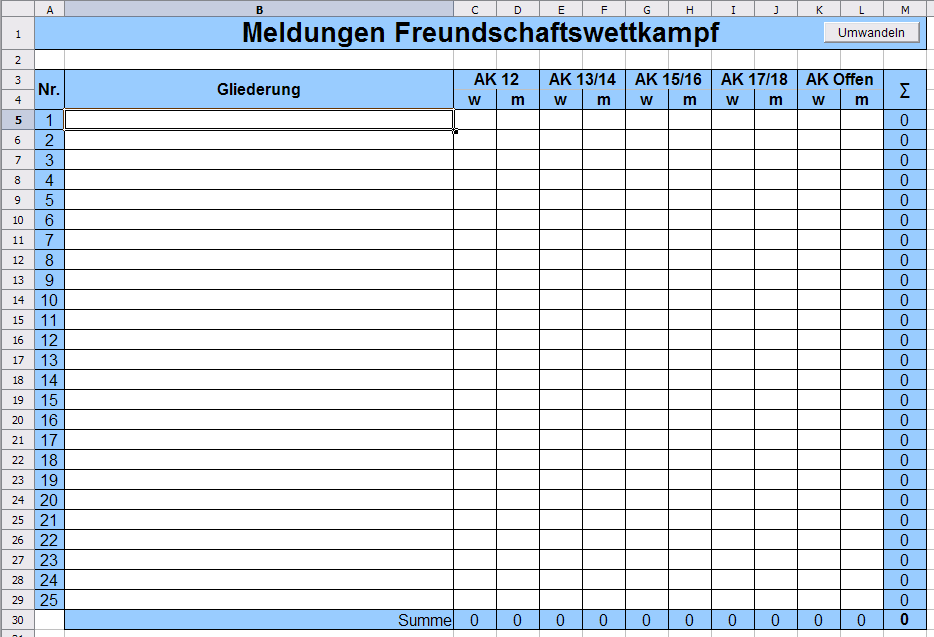 A B C D E F G H I J K L M
1 Meldungen Freundschaftswettkampf Umwandeln
2
3 Nr. Gliederung AK 12 AK 13/14 AK 15/16 AK 17/18 AK Offen Σ
4 w m w m w m w m w m
5 1 0
6 2 0
7 3 0
8 4 0
9 5 0
10 6 0
11 7 0
12 8 0
13 9 0
14 10 0
15 11 0
16 12 0
17 13 0
18 14 0
19 15 0
20 16 0
21 17 0
22 18 0
23 19 0
24 20 0
25 21 0
26 22 0
27 23 0
28 24 0
29 25 0
30 Summe 0 0 0 0 0 0 0 0 0 0 0